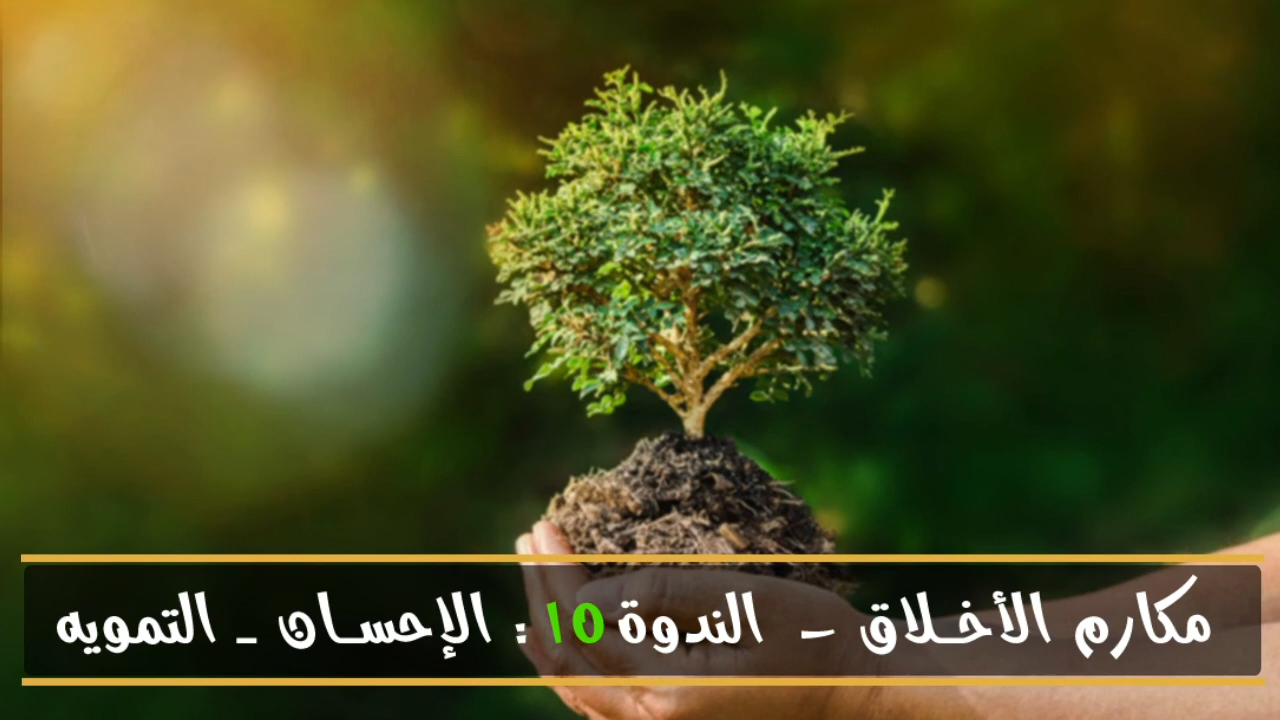 مكارم الأخلاق – الندوة 10 : الإحسان - التمويه